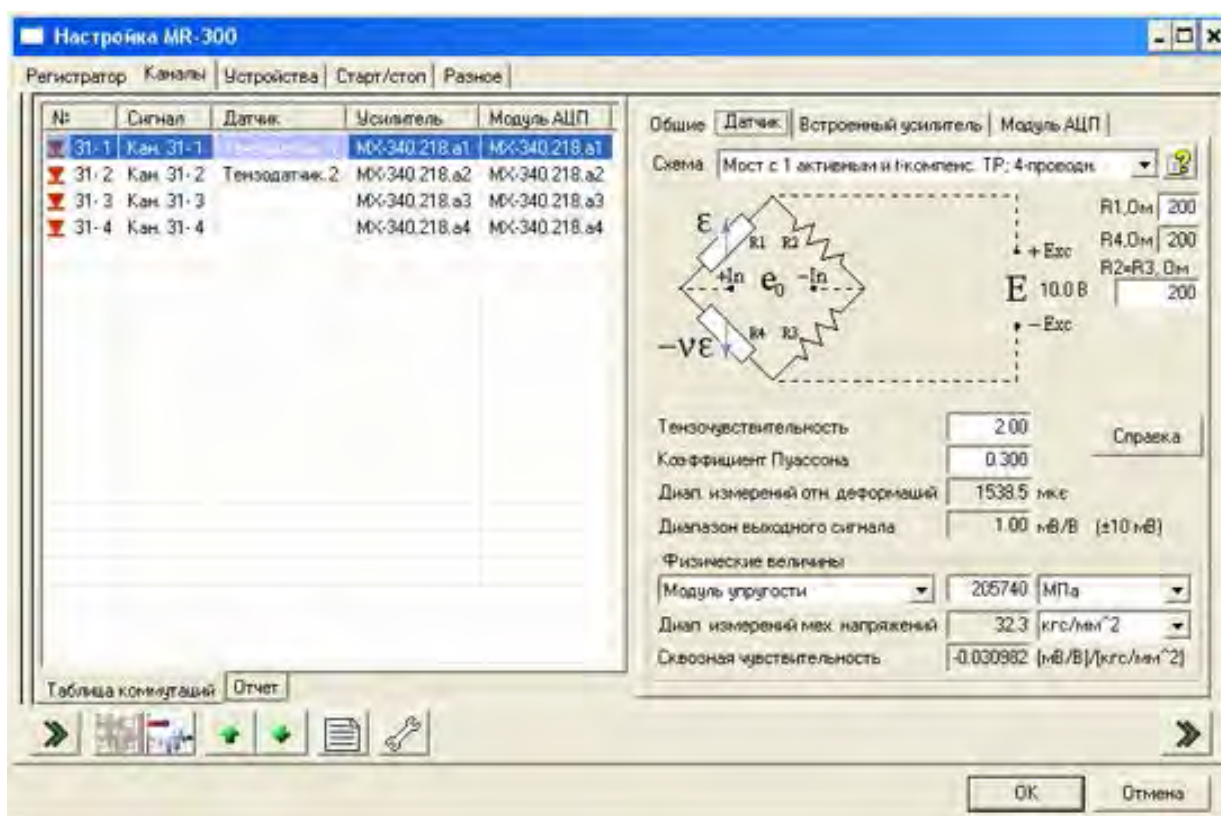 Настройка MR-300
Регистратор Каналы Устройства Старт/стоп Разное
№ Сигнал Датчик Усилитель Модуль АЦП
31-1 Кан. 31-1 MX-340.218.a1 MX-340.218.a1
31-2 Кан. 31-2 Тензодатчик.2 MX-340.218.a2 MX-340.218.a2
31-3 Кан. 31-3 MX-340.218.a3 MX-340.218.a3
31-4 Кан. 31-4 MX-340.218.a4 MX-340.218.a4
Таблица коммутаций Отчет
Общие Датчик Встроенный усилитель Модуль АЦП
Схема Мост с 1 активным и t-компенс. ТР; 4-проводн.
R1,Ом 200
R4,Ом 200
R2=R3, Ом
200
ε R1 R2
+In e0 -In
-νε R4 R3
+Exc
E 10.0 В
-Exc
Тензочувствительность 2.00
Справка
Коэффициент Пуассона 0.300
Диап. измерений отн. деформаций 1538.5 мкε
Диапазон выходного сигнала 1.00 мВ/В (±10 мВ)
Физические величины
Модуль упругости 205740 МПа
Диап. измерений мех. напряжений 32.3 кгс/мм^2
Сквозная чувствительность -0.030982 (мВ/В)/(кгс/мм^2)
OK Отмена